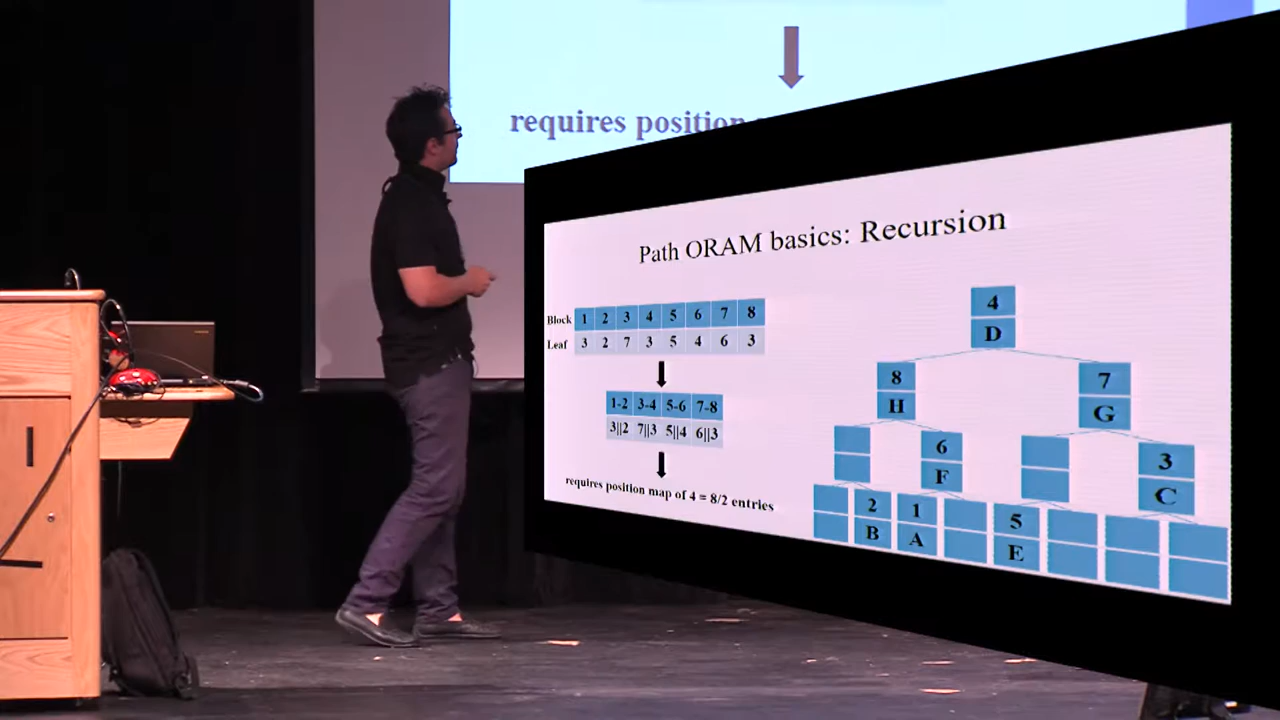 requires position
Path ORAM basics: Recursion
Block 1 2 3 4 5 6 7 8
Leaf 3 2 7 3 5 4 6 3
1-2 3-4 5-6 7-8
3||2 7||3 5||4 6||3
requires position map of 4 = 8/2 entries
4
D
8 7
H G
6 3
F C
2 1 5
B A E